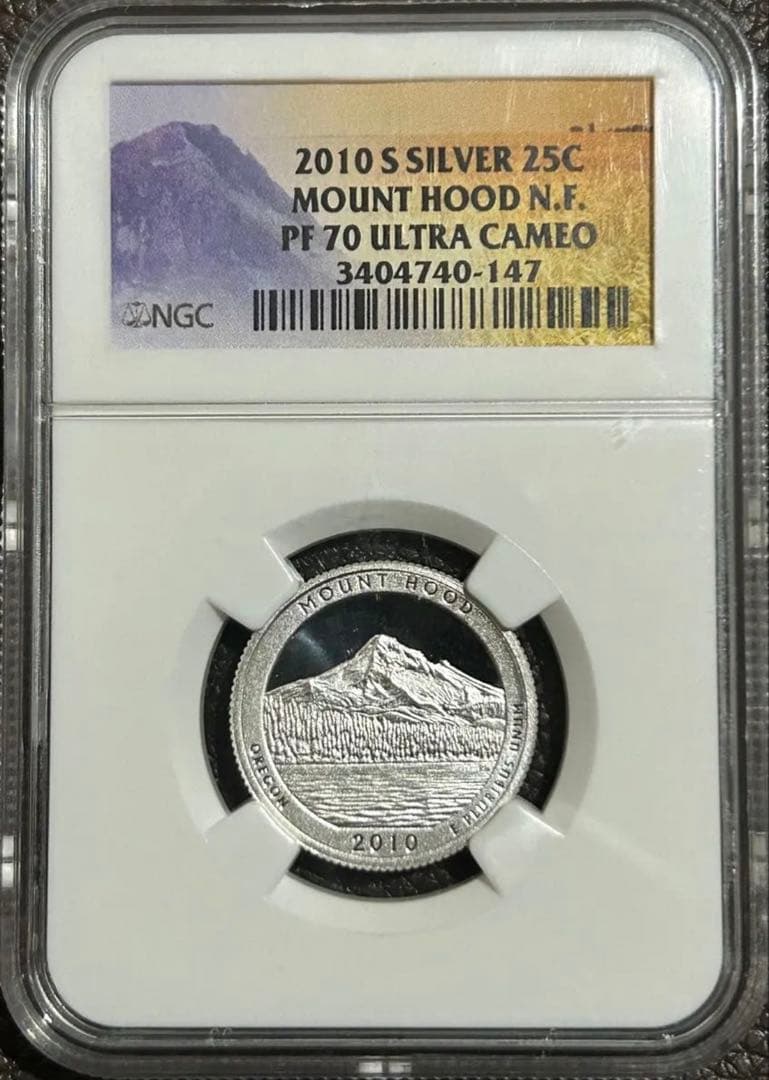 2010 S SILVER 25C
MOUNT HOOD N.F.
PF 70 ULTRA CAMEO
3404740-147
NGC
MOUNT HOOD
OREGON
E PLURIBUS UNUM
2010